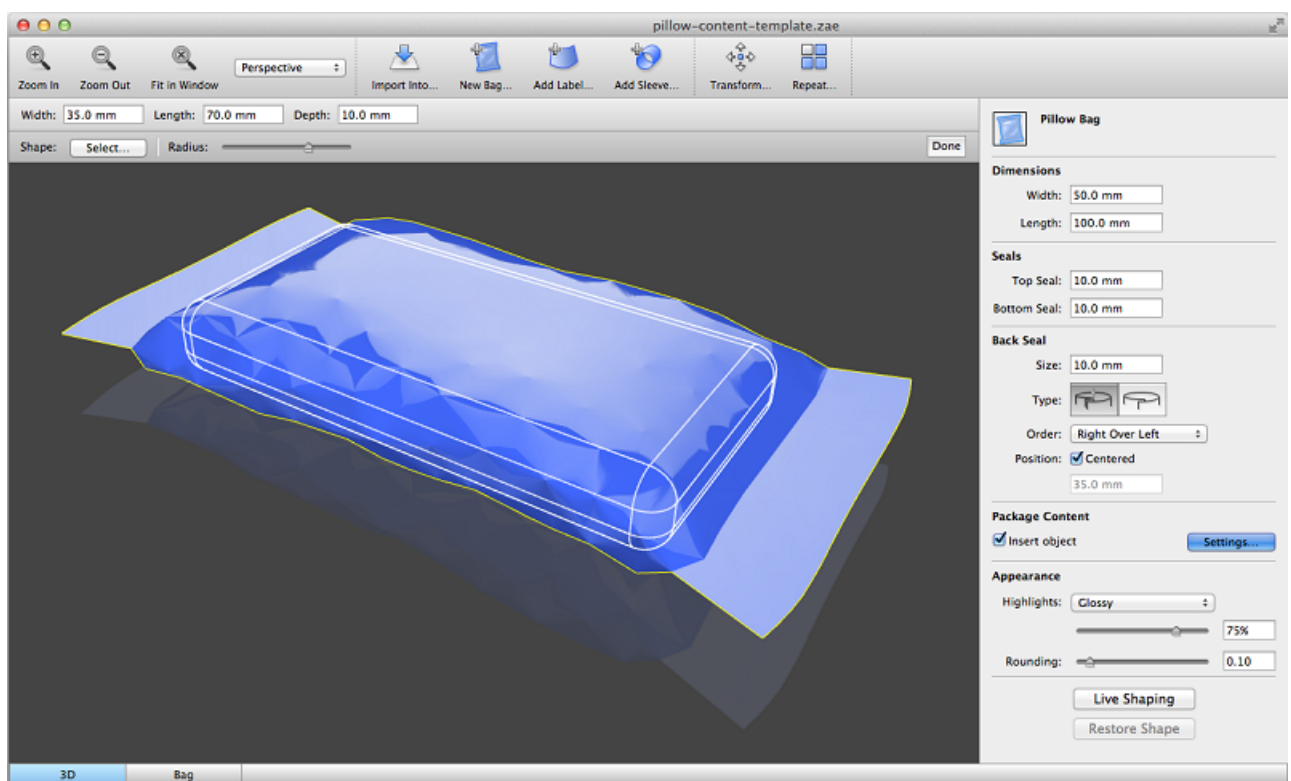 pillow-content-template.zae
Zoom In Zoom Out Fit in Window Perspective Import Into... New Bag... Add Label... Add Sleeve... Transform... Repeat...
Width: 35.0 mm Length: 70.0 mm Depth: 10.0 mm
Shape: Select... Radius: Done
Pillow Bag
Dimensions
Width: 50.0 mm
Length: 100.0 mm
Seals
Top Seal: 10.0 mm
Bottom Seal: 10.0 mm
Back Seal
Size: 10.0 mm
Type:
Order: Right Over Left
Position: Centered
35.0 mm
Package Content
Insert object Settings...
Appearance
Highlights: Glossy
75%
Rounding: 0.10
Live Shaping
Restore Shape
3D Bag